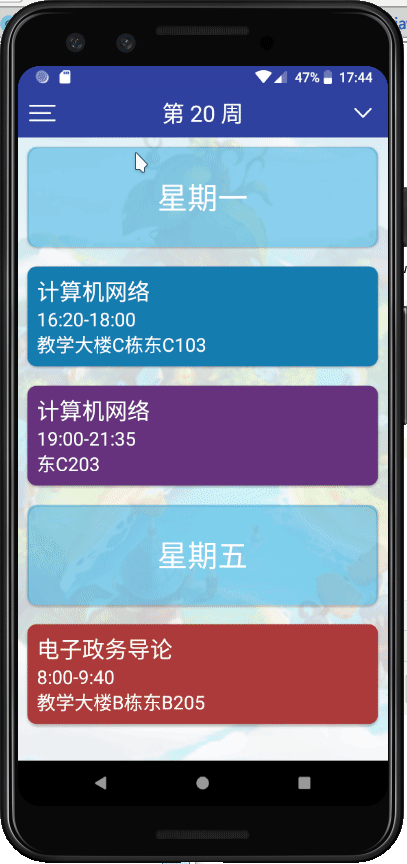 47% 17:44
第 20 周
星期一
计算机网络
16:20-18:00
教学大楼C栋东C103
计算机网络
19:00-21:35
东C203
星期五
电子政务导论
8:00-9:40
教学大楼B栋东B205